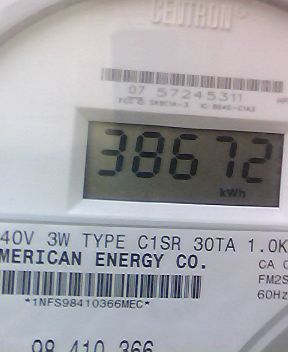 CENTRON®
07 57245311
38672
kWh
40V 3W TYPE C1SR 30TA 1.0K
MERICAN ENERGY CO.
CA 0
FM2S
60Hz
*1NFS98410366MEC*
98 410 366